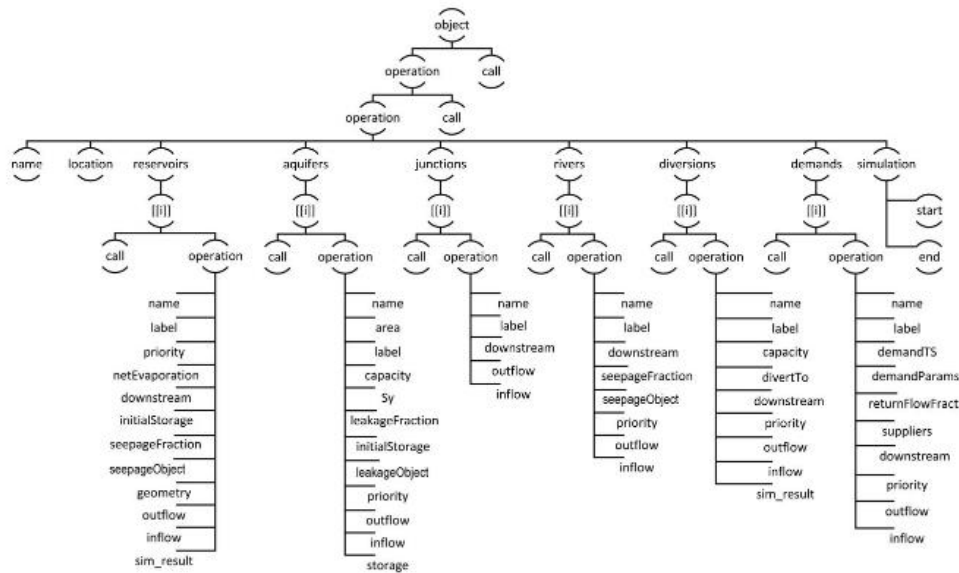 object
operation call
operation call
name location reservoirs aquifers junctions rivers diversions demands simulation
[[i]] [[i]] [[i]] [[i]] [[i]] [[i]] start
call operation call operation call operation call operation call operation call operation end
name
label
priority
netEvaporation
downstream
initialStorage
seepageFraction
seepageObject
geometry
outflow
inflow
sim_result
name
area
label
capacity
Sy
leakageFraction
initialStorage
leakageObject
priority
outflow
inflow
storage
name
label
downstream
outflow
inflow
name
label
downstream
seepageFraction
seepageObject
priority
outflow
inflow
name
label
capacity
divertTo
downstream
priority
outflow
inflow
sim_result
name
label
demandTS
demandParams
returnFlowFract
suppliers
downstream
priority
outflow
inflow